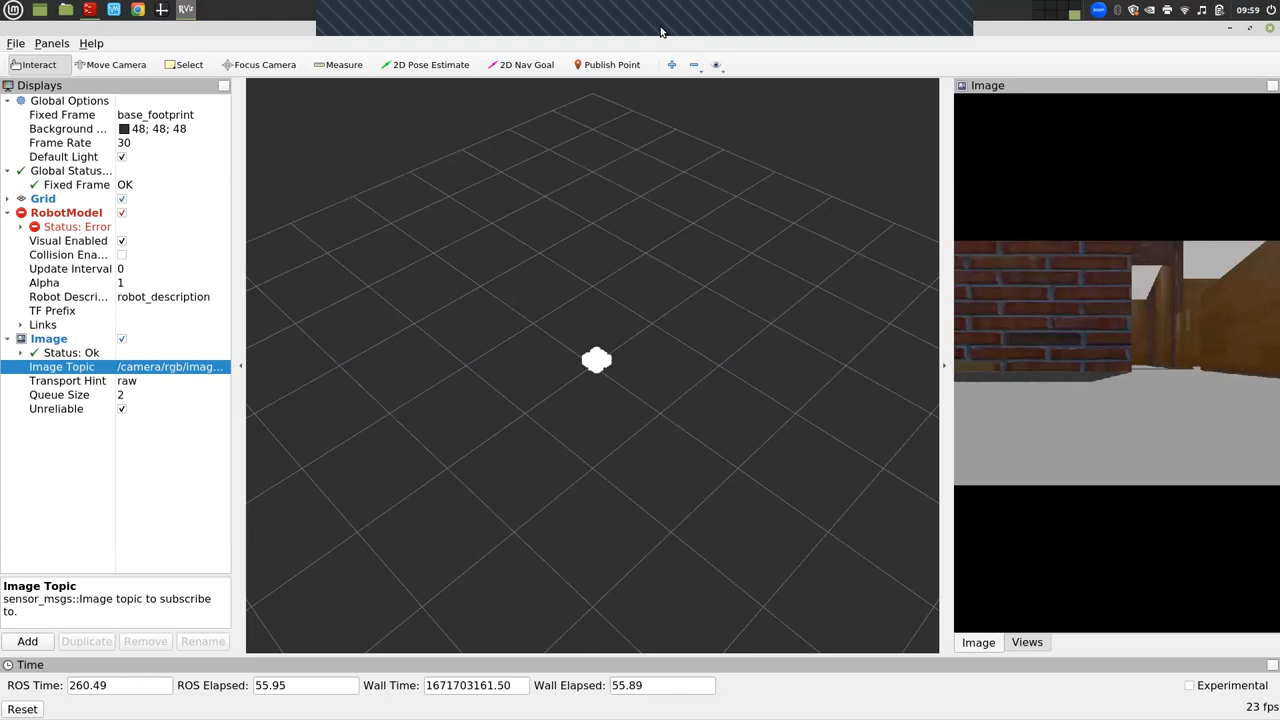 RViz
09:59
File Panels Help
Interact Move Camera Select Focus Camera Measure 2D Pose Estimate 2D Nav Goal Publish Point
Displays
Global Options
Fixed Frame base_footprint
Background ... 48; 48; 48
Frame Rate 30
Default Light
Global Status...
Fixed Frame OK
Grid
RobotModel
Status: Error
Visual Enabled
Collision Ena...
Update Interval 0
Alpha 1
Robot Descri... robot_description
TF Prefix
Links
Image
Status: Ok
Image Topic /camera/rgb/imag...
Transport Hint raw
Queue Size 2
Unreliable
Image Topic
sensor_msgs::Image topic to subscribe
to.
Add Duplicate Remove Rename
Image
Image Views
Time
ROS Time: 260.49 ROS Elapsed: 55.95 Wall Time: 1671703161.50 Wall Elapsed: 55.89 Experimental
Reset 23 fps